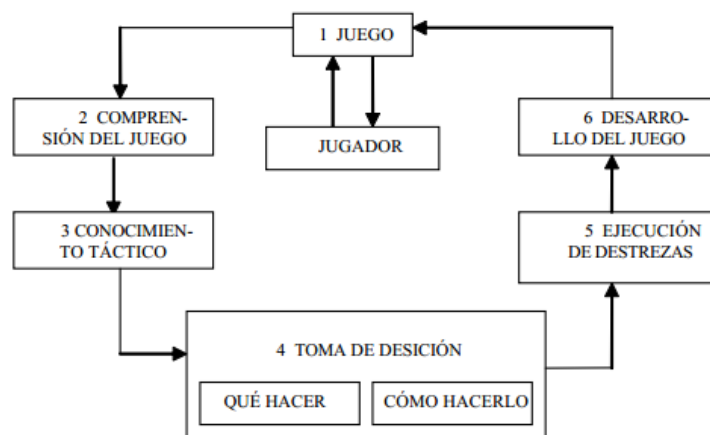 1 JUEGO
2 COMPREN-
SIÓN DEL JUEGO
JUGADOR
6 DESARRO-
LLO DEL JUEGO
3 CONOCIMIEN-
TO TÁCTICO
5 EJECUCIÓN
DE DESTREZAS
4 TOMA DE DESICIÓN
QUÉ HACER
CÓMO HACERLO